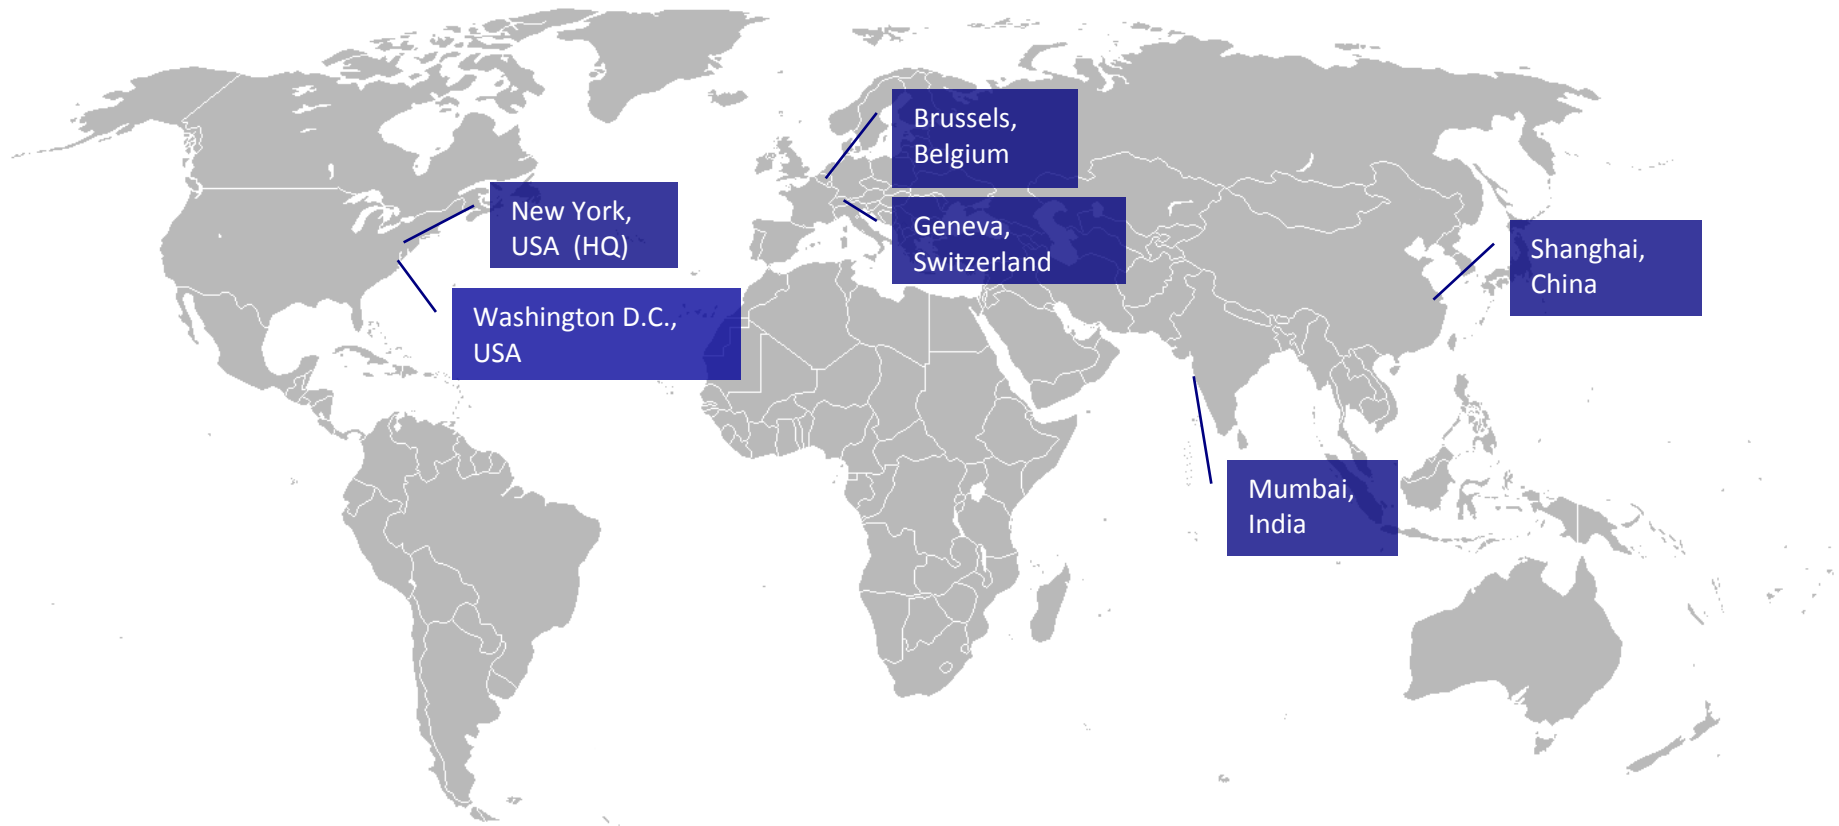 Brussels,
Belgium
New York,
USA (HQ)
Geneva,
Switzerland
Shanghai,
China
Washington D.C.,
USA
Mumbai,
India